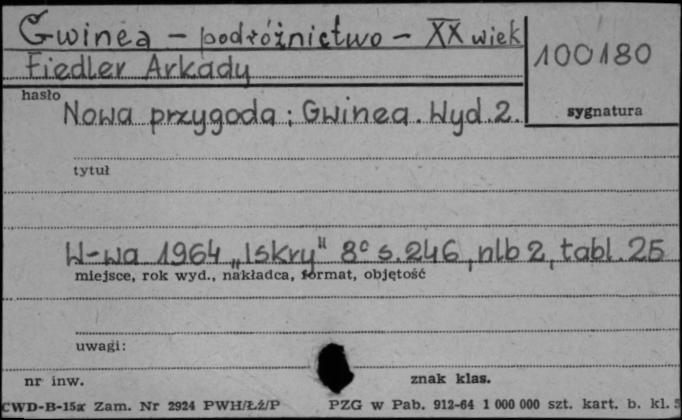 Gwinea – podróżnictwo – XX wiek
100180
Fiedler Arkady
hasło
sygnatura
Nowa przygoda: Gwinea. Wyd. 2.
tytuł
W-wa 1964 „Iskry" 8° s. 246, nlb 2, tabl. 25
miejsce, rok wyd., nakładca, format, objętość
uwagi:
nr inw. znak klas.
CWD-B-15a Zam. Nr 2924 PWH/Łż/P PZG w Pab. 912-64 1 000 000 szt. kart. b. kl.